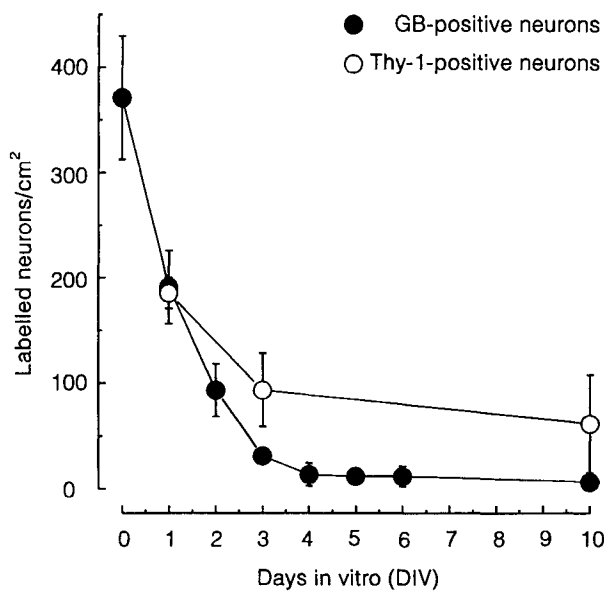 GB-positive neurons
Thy-1-positive neurons
400
300
200
100
0
Labelled neurons/cm²
0 1 2 3 4 5 6 7 8 9 10
Days in vitro (DIV)